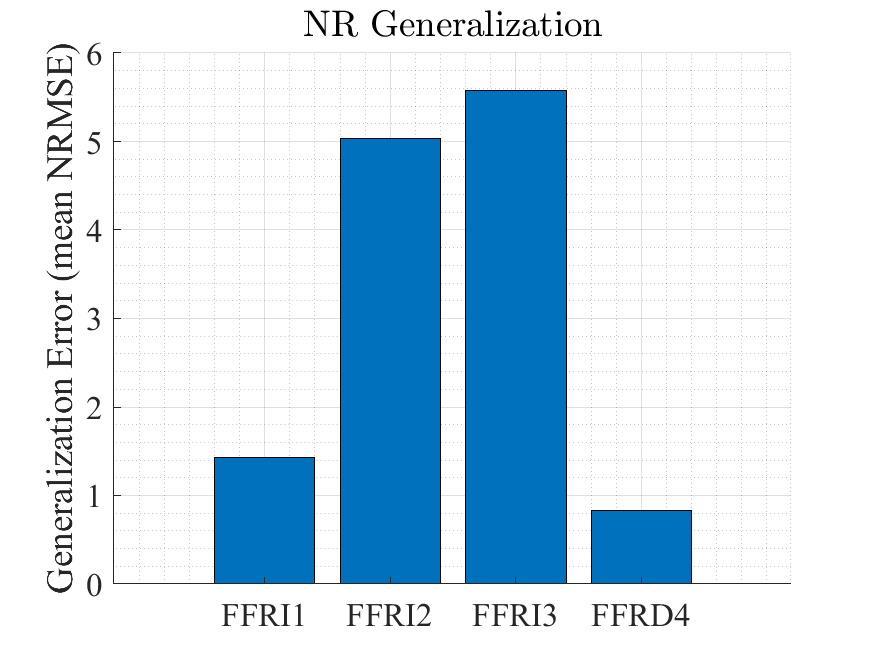 NR Generalization
Generalization Error (mean NRMSE)
6
5
4
3
2
1
0
FFRI1 FFRI2 FFRI3 FFRD4